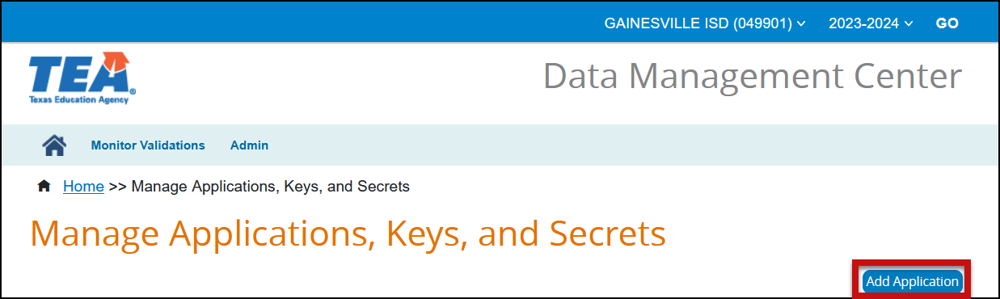 GAINESVILLE ISD (049901) 2023-2024 GO
TEA®
Texas Education Agency
Data Management Center
Monitor Validations Admin
Home >> Manage Applications, Keys, and Secrets
Manage Applications, Keys, and Secrets
Add Application